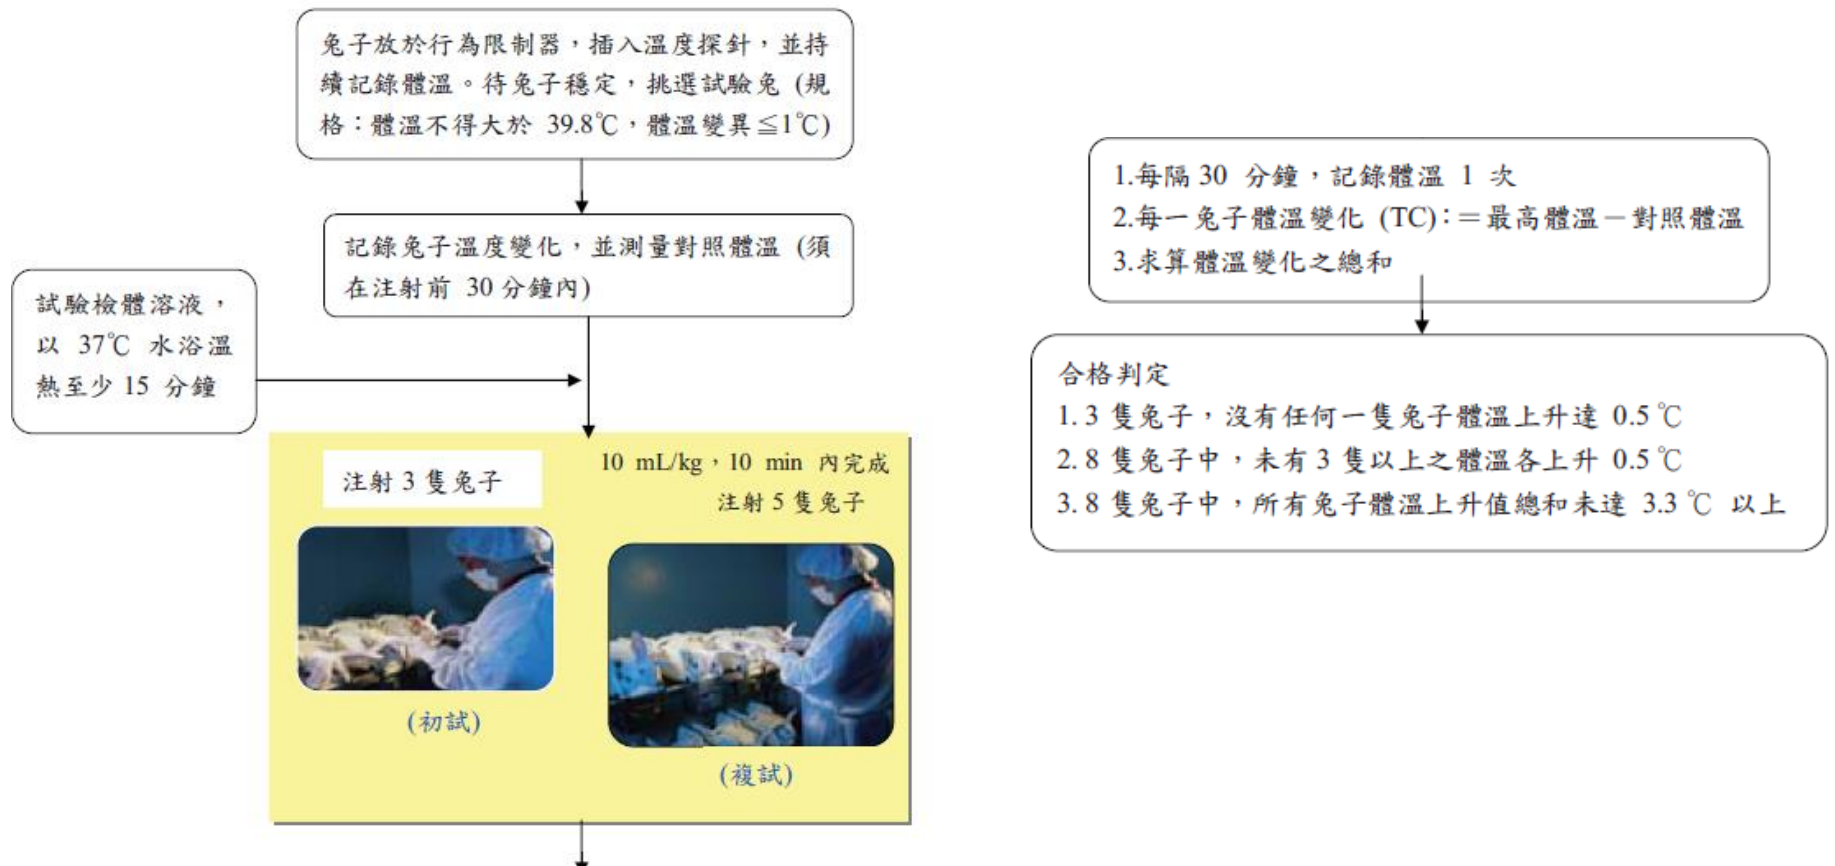 兔子放於行為限制器，插入溫度探針，並持
續記錄體溫。待兔子穩定，挑選試驗兔 (規
格：體溫不得大於 39.8℃，體溫變異≦1℃)
記錄兔子溫度變化，並測量對照體溫 (須
在注射前 30 分鐘內)
試驗檢體溶液，
以 37℃ 水浴溫
熱至少 15 分鐘
注射 3 隻兔子
(初試)
10 mL/kg，10 min 內完成
注射 5 隻兔子
(複試)
1.每隔 30 分鐘，記錄體溫 1 次
2.每一兔子體溫變化 (TC)：＝最高體溫－對照體溫
3.求算體溫變化之總和
合格判定
1. 3 隻兔子，沒有任何一隻兔子體溫上升達 0.5 ℃
2. 8 隻兔子中，未有 3 隻以上之體溫各上升 0.5 ℃
3. 8 隻兔子中，所有兔子體溫上升值總和未達 3.3 ℃ 以上